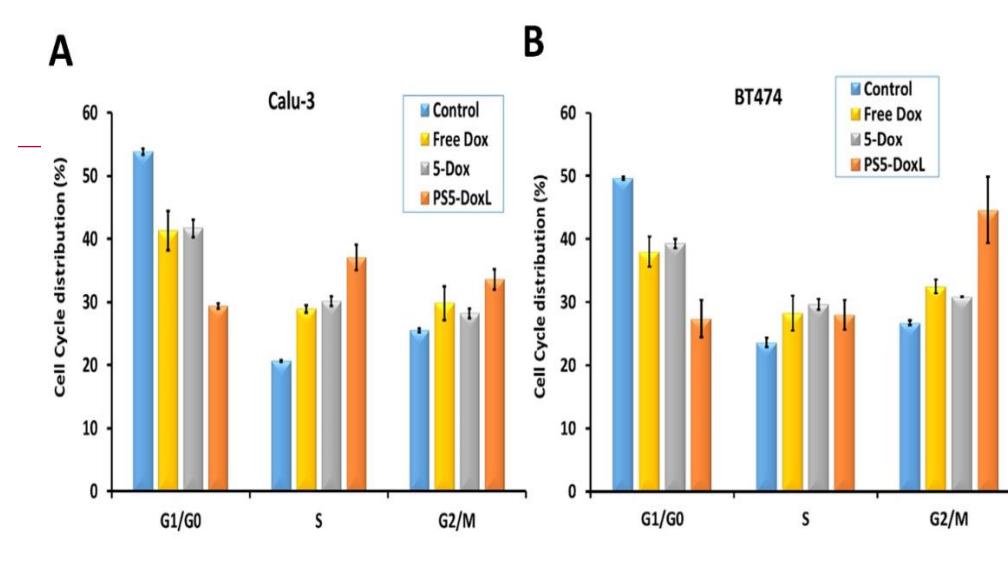 A
Calu-3
Control
Free Dox
5-Dox
PS5-DoxL
Cell Cycle distribution (%)
60
50
40
30
20
10
0
G1/G0
S
G2/M
B
BT474
Control
Free Dox
5-Dox
PS5-DoxL
Cell Cycle distribution (%)
60
50
40
30
20
10
0
G1/G0
S
G2/M